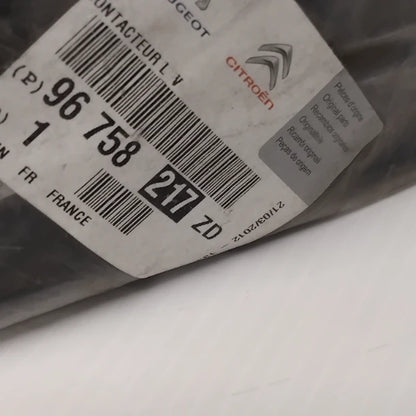 PEUGEOT
CITROËN
CONTACTEUR L V
(P) 96 758 217 ZD
1
FR FRANCE
21/03/2012
Pièces d'origine
Original parts
Recambios originales
Originalteile
Ricambi originali
Peças de origem